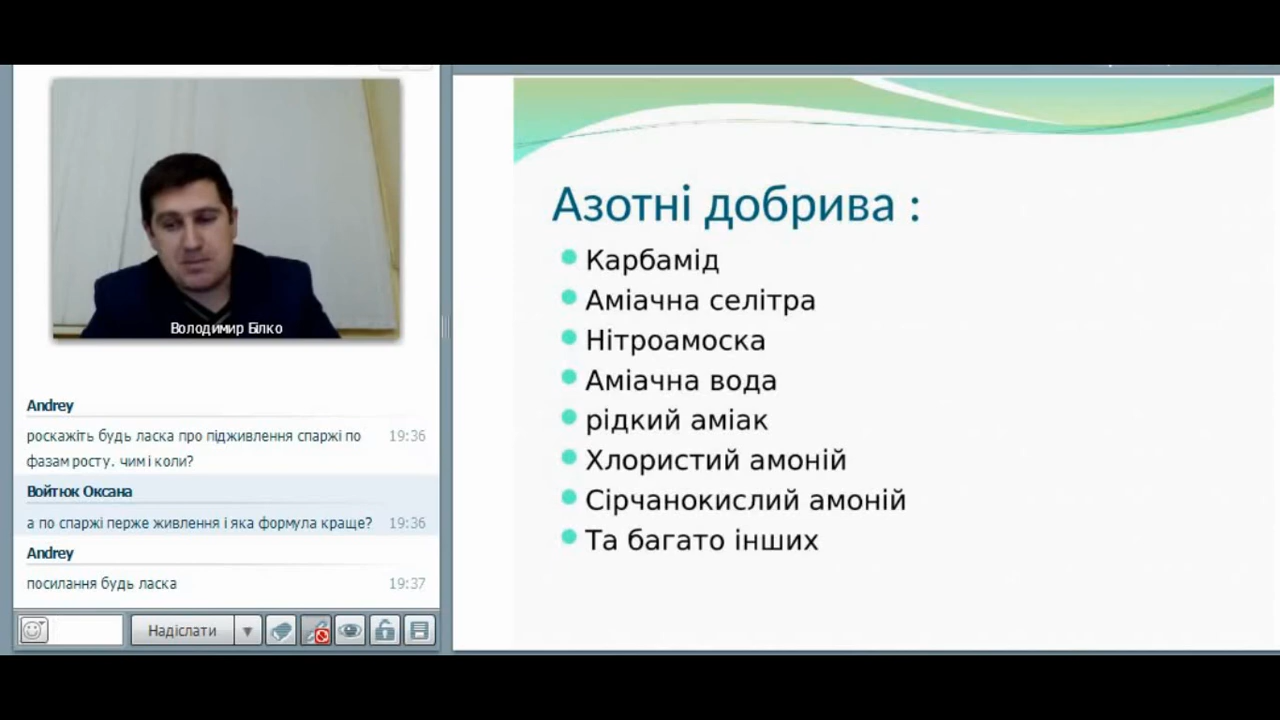 Володимир Білко
Andrey
роскажіть будь ласка про підживлення спаржі по 19:36
фазам росту. чим і коли?
Войтюк Оксана
а по спаржі перже живлення і яка формула краще? 19:36
Andrey
посилання будь ласка 19:37
Надіслати
Азотні добрива :
Карбамід
Аміачна селітра
Нітроамоска
Аміачна вода
рідкий аміак
Хлористий амоній
Сірчанокислий амоній
Та багато інших